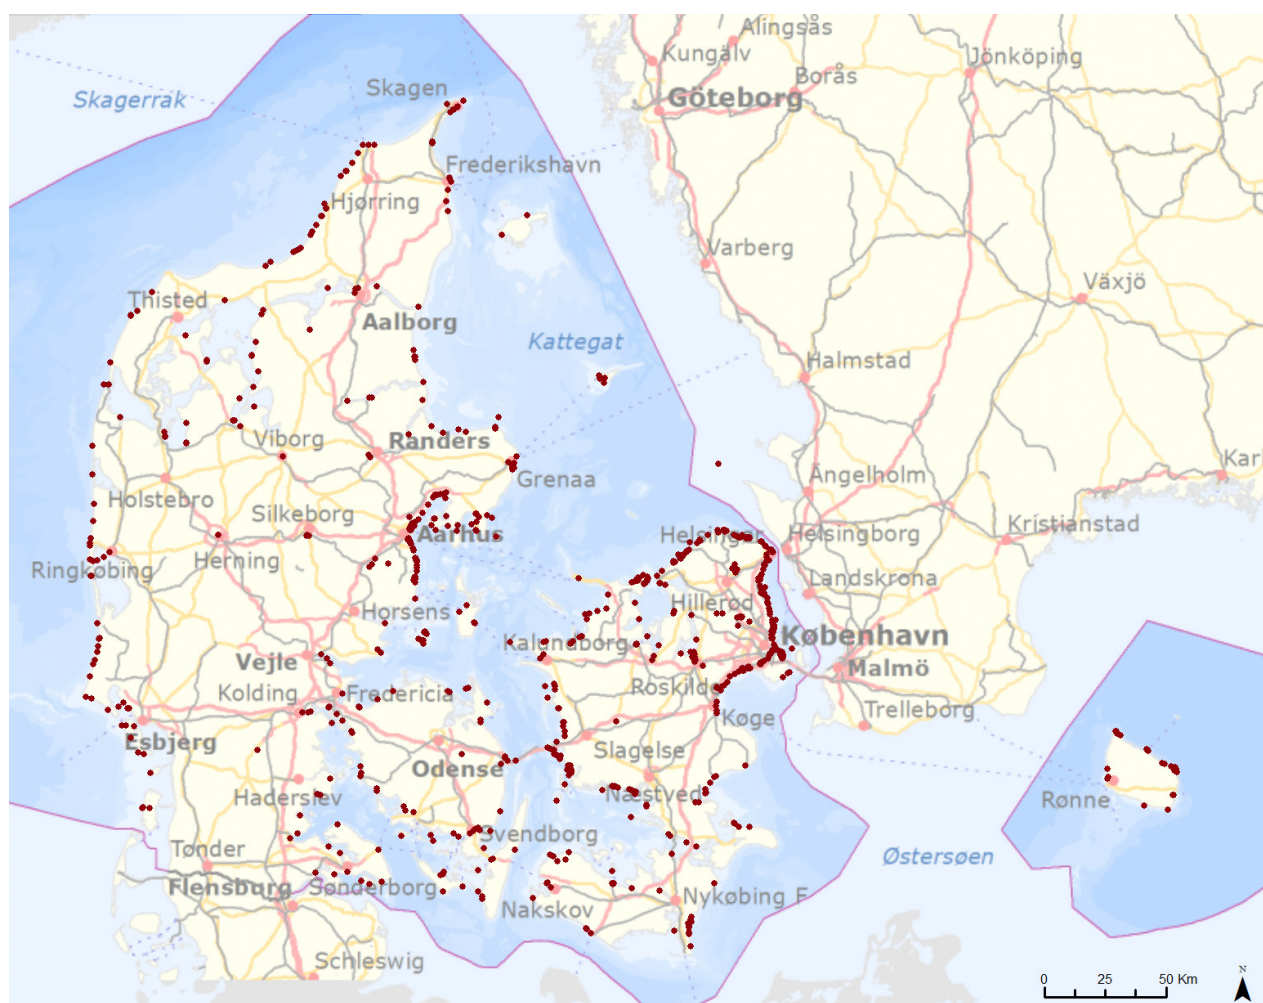 Alingsås
Kungälv
Jönköping
Borås
Skagen
Göteborg
Skagerrak
Frederikshavn
Hjørring
Varberg
Växjö
Thisted
Aalborg
Kattegat
Halmstad
Viborg
Randers
Karl
Grenaa
Ängelholm
Holstebro
Silkeborg
Aarhus
Helsingør
Helsingborg
Kristianstad
Herning
Ringkøbing
Landskrona
Hillerød
Horsens
København
Kalundborg
Vejle
Malmö
Kolding
Fredericia
Roskilde
Trelleborg
Køge
Esbjerg
Slagelse
Odense
Haderslev
Næstved
Rønne
Svendborg
Tønder
Østersøen
Flensburg
Sønderborg
Nykøbing F
Nakskov
Schleswig
N
0 25 50 Km